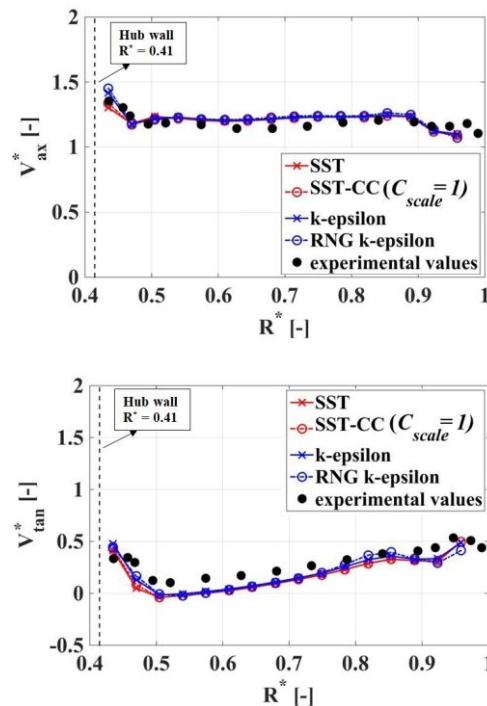 2
1.5
1
0.5
0
V*ax [-]
Hub wall
R* = 0.41
SST
SST-CC (Cscale=1)
k-epsilon
RNG k-epsilon
experimental values
0.4 0.5 0.6 0.7 0.8 0.9 1
R* [-]
2
1.5
1
0.5
0
-0.5
V*tan [-]
Hub wall
R* = 0.41
SST
SST-CC (Cscale=1)
k-epsilon
RNG k-epsilon
experimental values
0.4 0.5 0.6 0.7 0.8 0.9 1
R* [-]